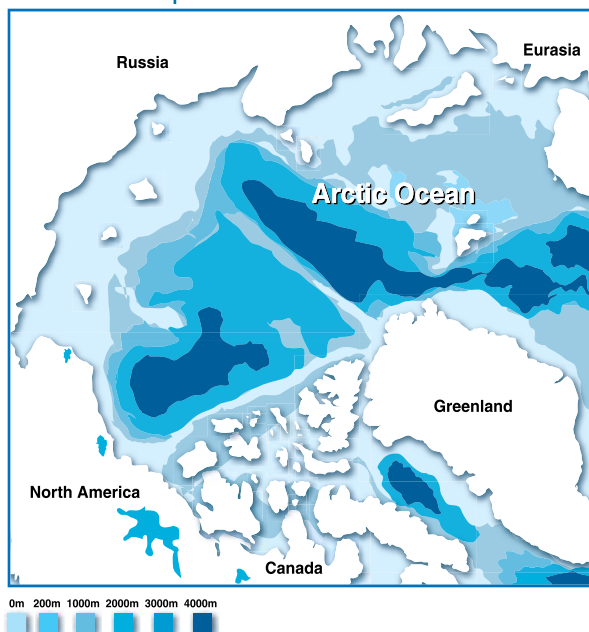 Eurasia
Russia
Arctic Ocean
Greenland
North America
Canada
0m 200m 1000m 2000m 3000m 4000m